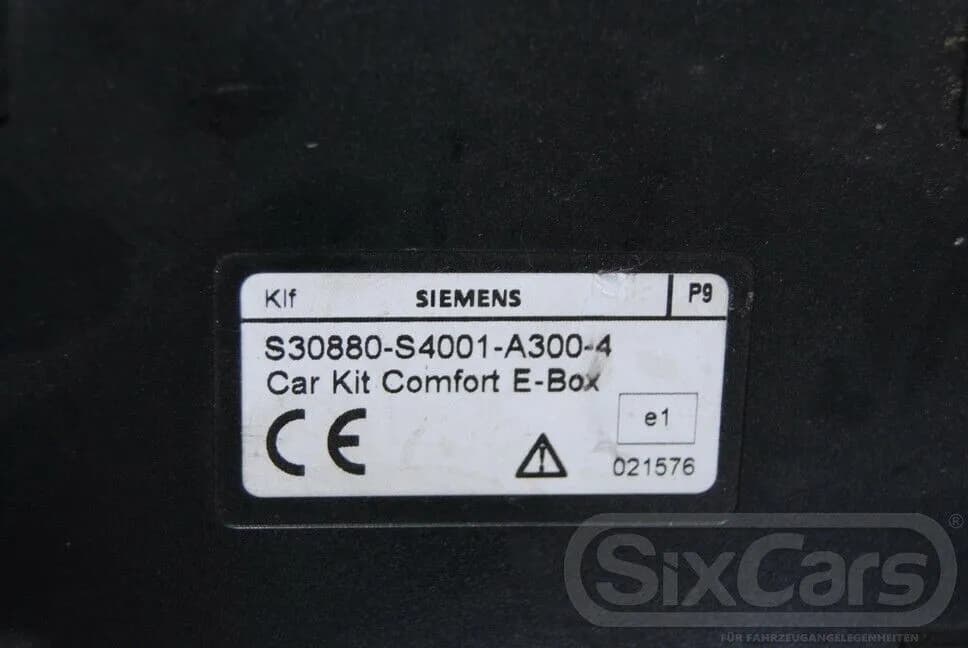 Klf SIEMENS P9
S30880-S4001-A300-4
Car Kit Comfort E-Box
CE
e1
021576
SixCars®
FÜR FAHRZEUGANGELEGENHEITEN